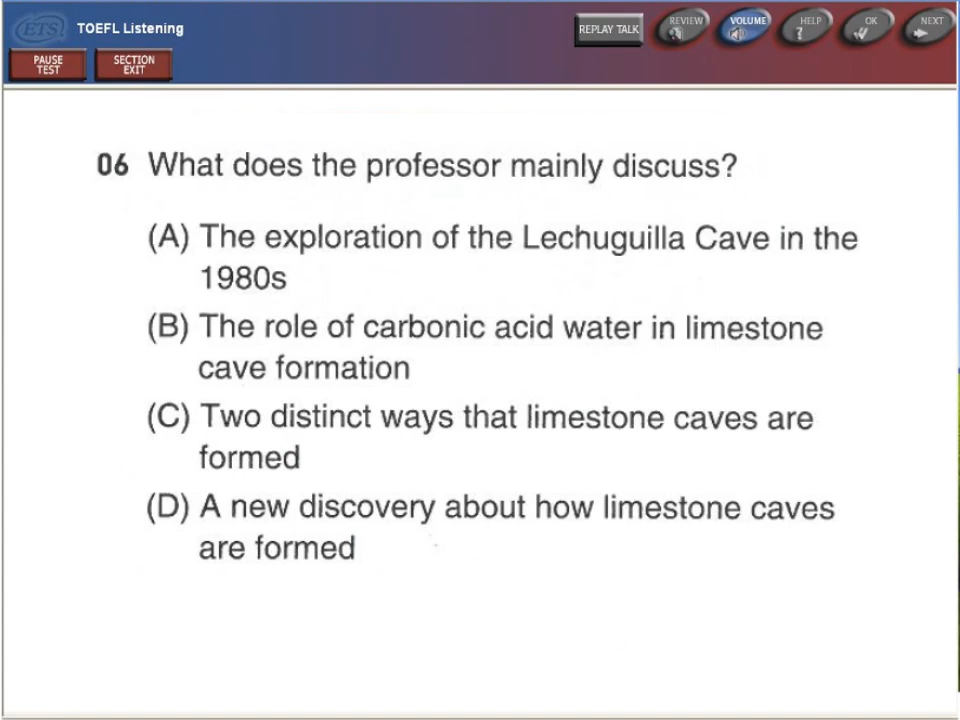 ETS
TOEFL Listening
REPLAY TALK
REVIEW
VOLUME
HELP
?
OK
NEXT
PAUSE
TEST
SECTION
EXIT
06 What does the professor mainly discuss?
(A) The exploration of the Lechuguilla Cave in the
1980s
(B) The role of carbonic acid water in limestone
cave formation
(C) Two distinct ways that limestone caves are
formed
(D) A new discovery about how limestone caves
are formed